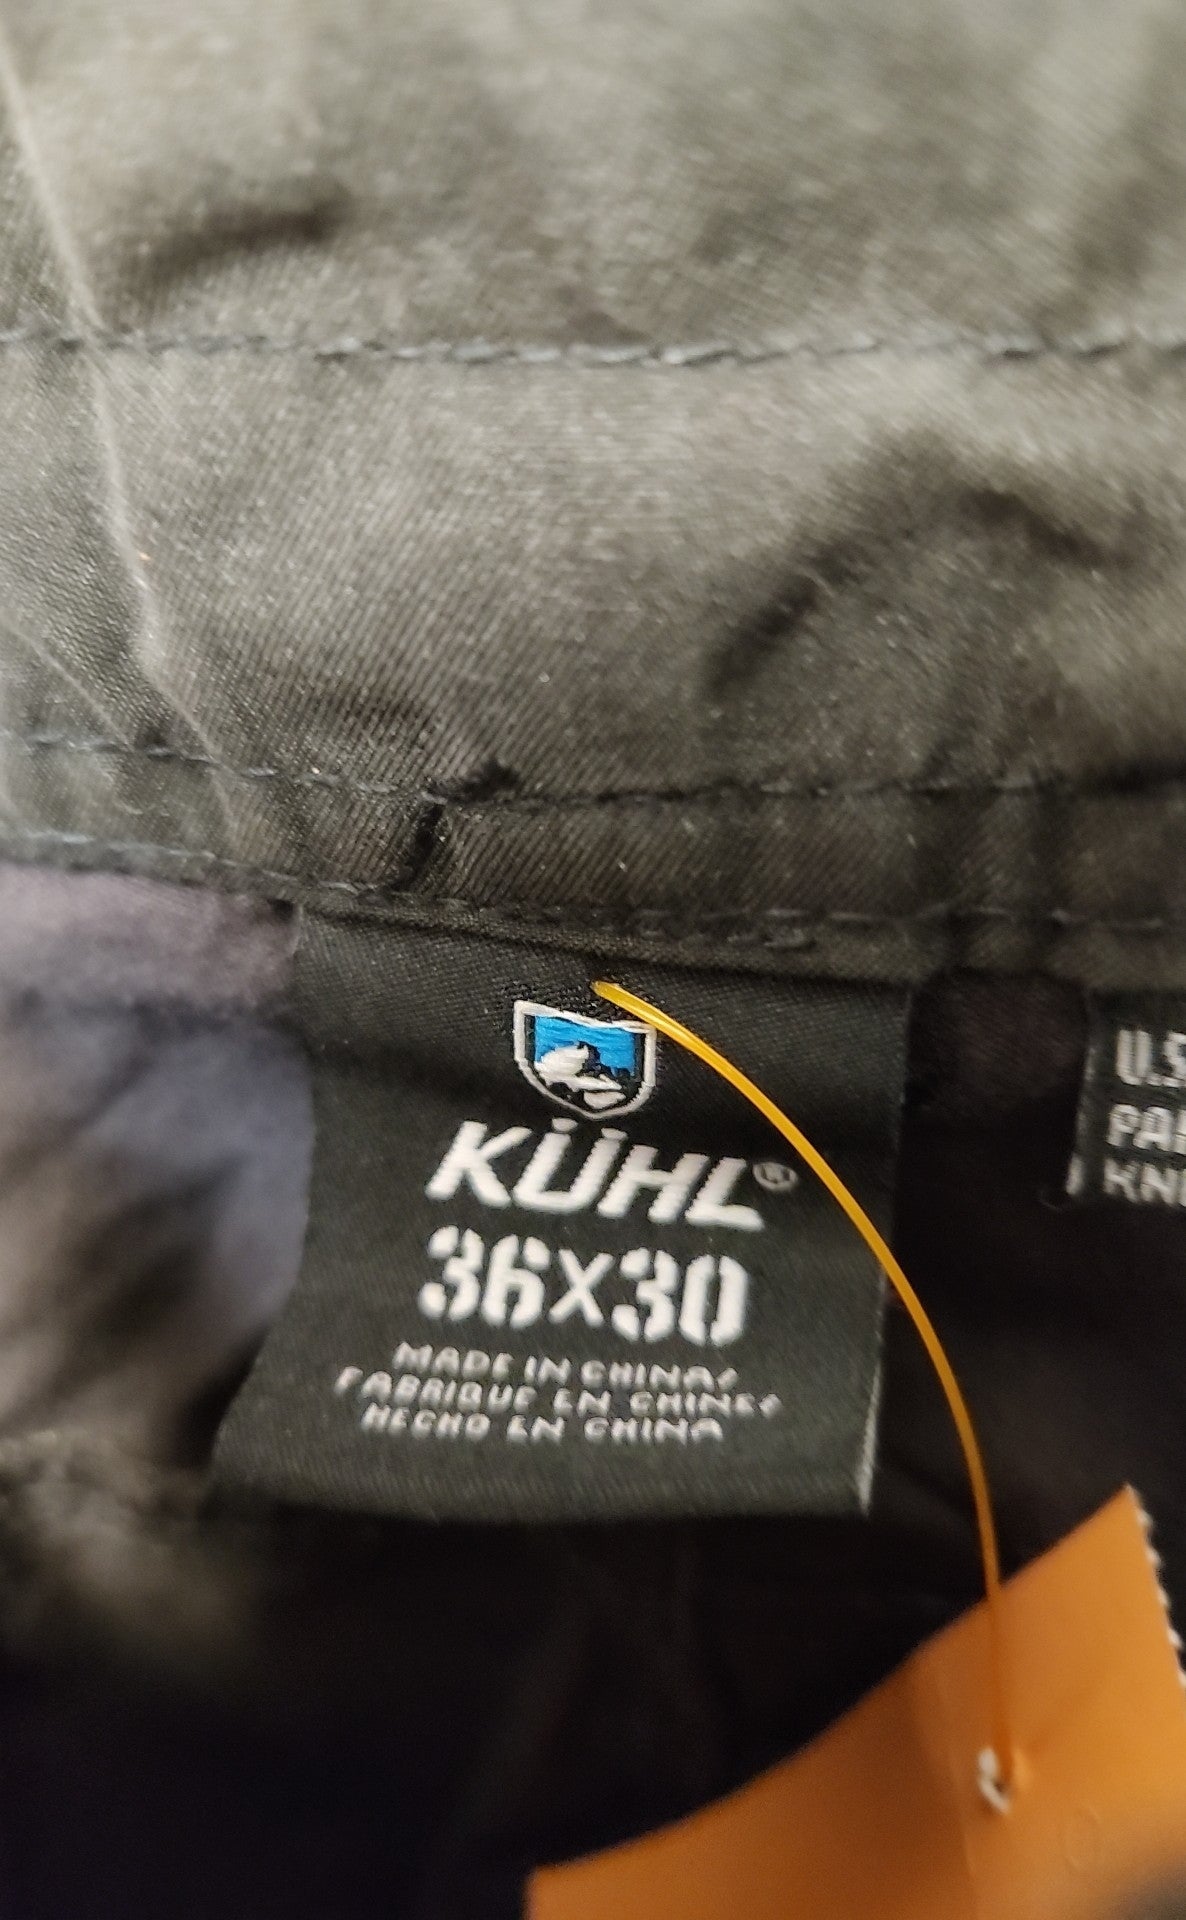 KÜHL®
36X30
MADE IN CHINA/
FABRIQUE EN CHINE/
HECHO EN CHINA
U.S